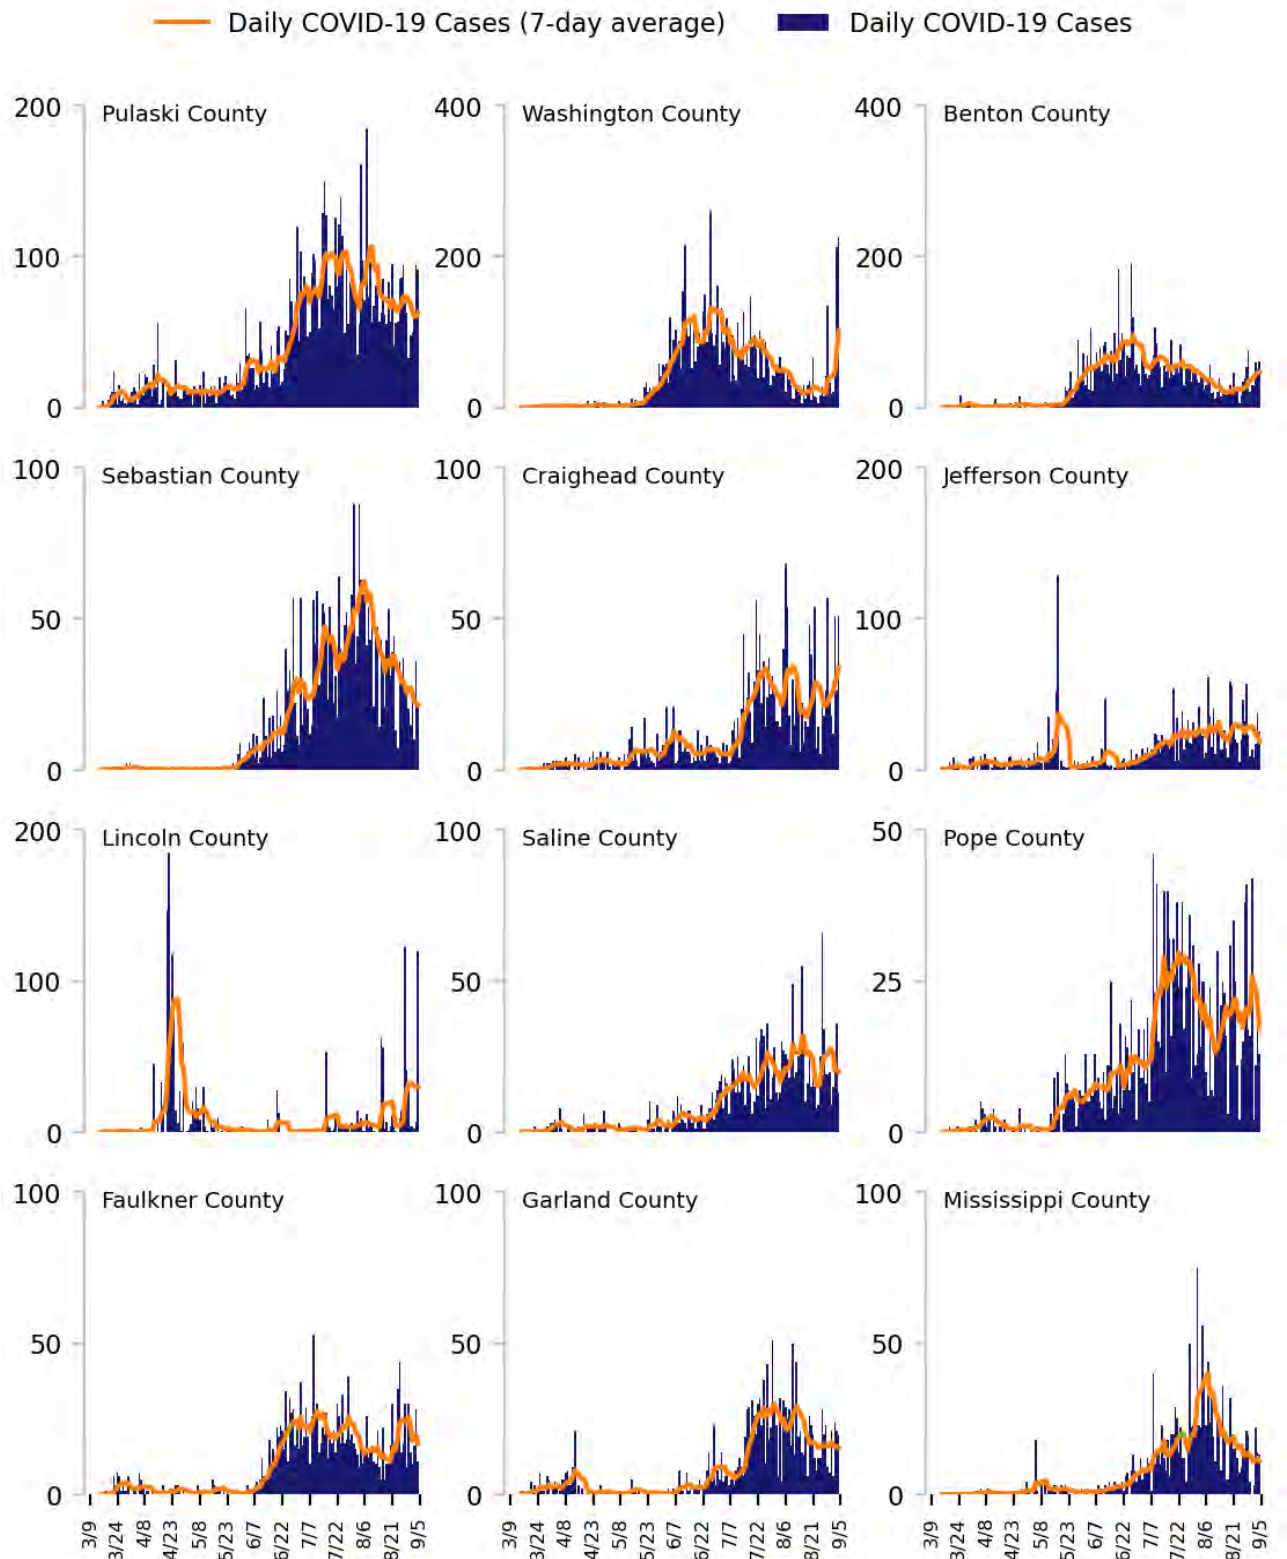 Daily COVID-19 Cases (7-day average) Daily COVID-19 Cases
200 Pulaski County 400 Washington County 400 Benton County
100 200 200
0 0 0
100 Sebastian County 100 Craighead County 200 Jefferson County
50 50 100
0 0 0
200 Lincoln County 100 Saline County 50 Pope County
100 50 25
0 0 0
100 Faulkner County 100 Garland County 100 Mississippi County
50 50 50
0 0 0
3/9 3/24 4/8 4/23 5/8 5/23 6/7 6/22 7/7 7/22 8/6 8/21 9/5 3/9 3/24 4/8 4/23 5/8 5/23 6/7 6/22 7/7 7/22 8/6 8/21 9/5 3/9 3/24 4/8 4/23 5/8 5/23 6/7 6/22 7/7 7/22 8/6 8/21 9/5